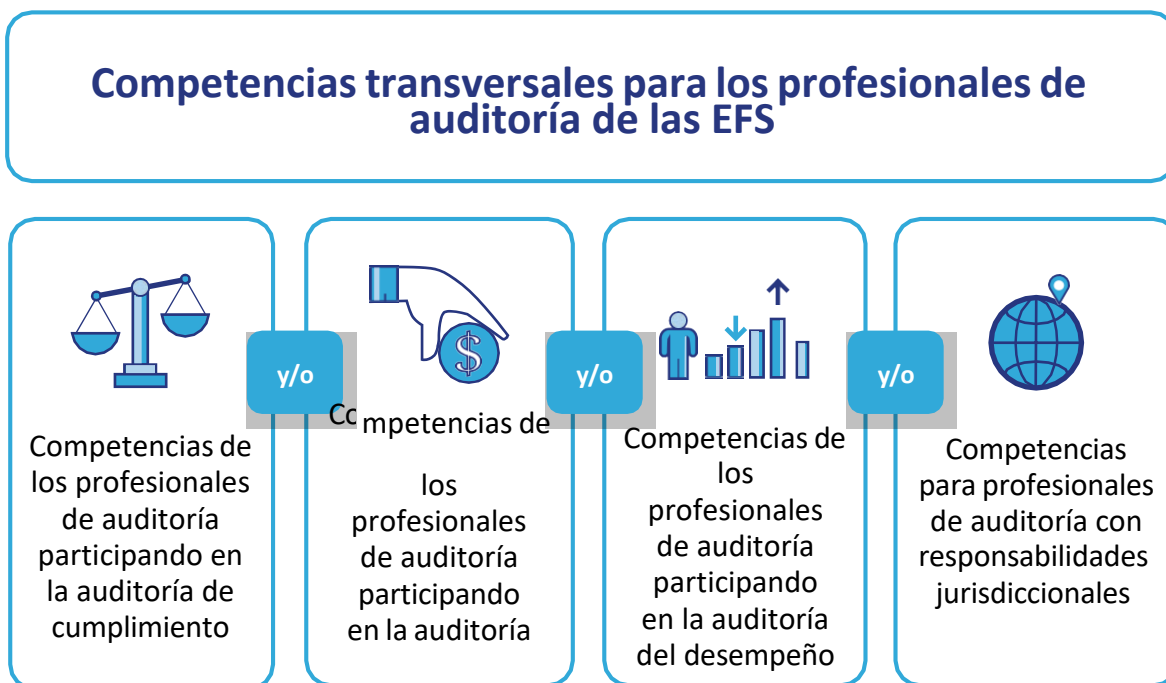 Competencias transversales para los profesionales de
auditoría de las EFS
Competencias de
los profesionales
de auditoría
participando en
la auditoría de
cumplimiento
y/o
$
Competencias de
los
profesionales
de auditoría
participando
en la auditoría
y/o
Competencias de
los
profesionales
de auditoría
participando
en la auditoría
del desempeño
y/o
Competencias
para profesionales
de auditoría con
responsabilidades
jurisdiccionales